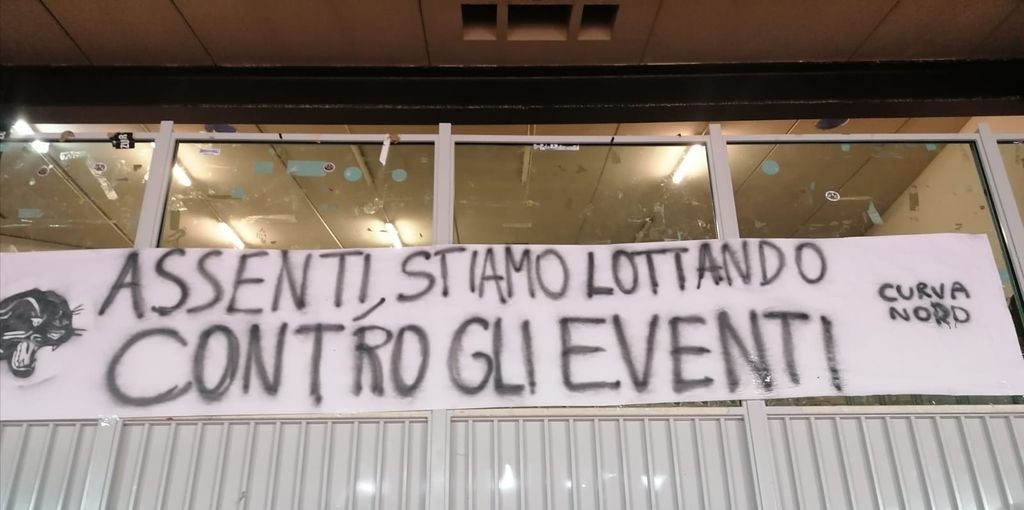 ASSENTI, STIAMO LOTTANDO
CONTRO GLI EVENTI
CURVA
NORD